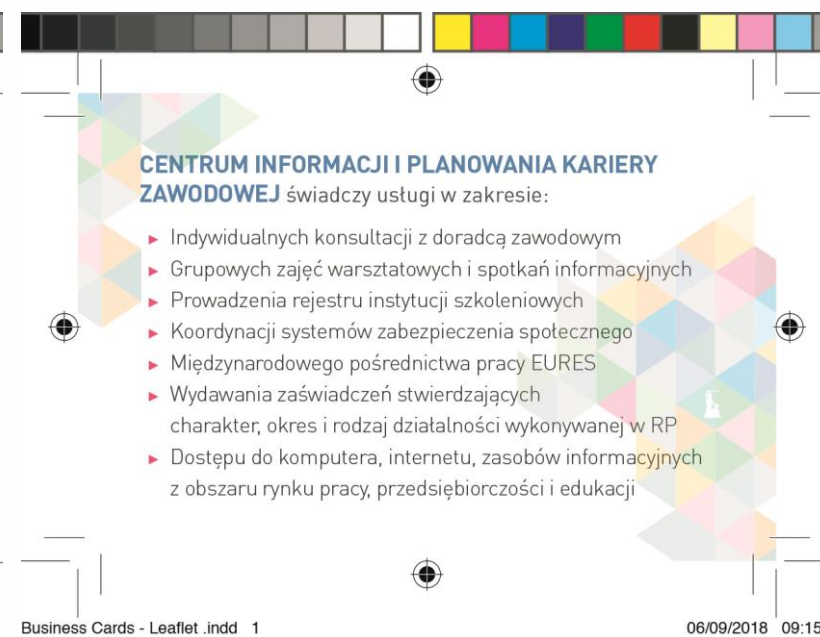 CENTRUM INFORMACJI I PLANOWANIA KARIERY
ZAWODOWEJ świadczy usługi w zakresie:
► Indywidualnych konsultacji z doradcą zawodowym
► Grupowych zajęć warsztatowych i spotkań informacyjnych
► Prowadzenia rejestru instytucji szkoleniowych
► Koordynacji systemów zabezpieczenia społecznego
► Międzynarodowego pośrednictwa pracy EURES
► Wydawania zaświadczeń stwierdzających
charakter, okres i rodzaj działalności wykonywanej w RP
► Dostępu do komputera, internetu, zasobów informacyjnych
z obszaru rynku pracy, przedsiębiorczości i edukacji
Business Cards - Leaflet .indd 1 06/09/2018 09:15